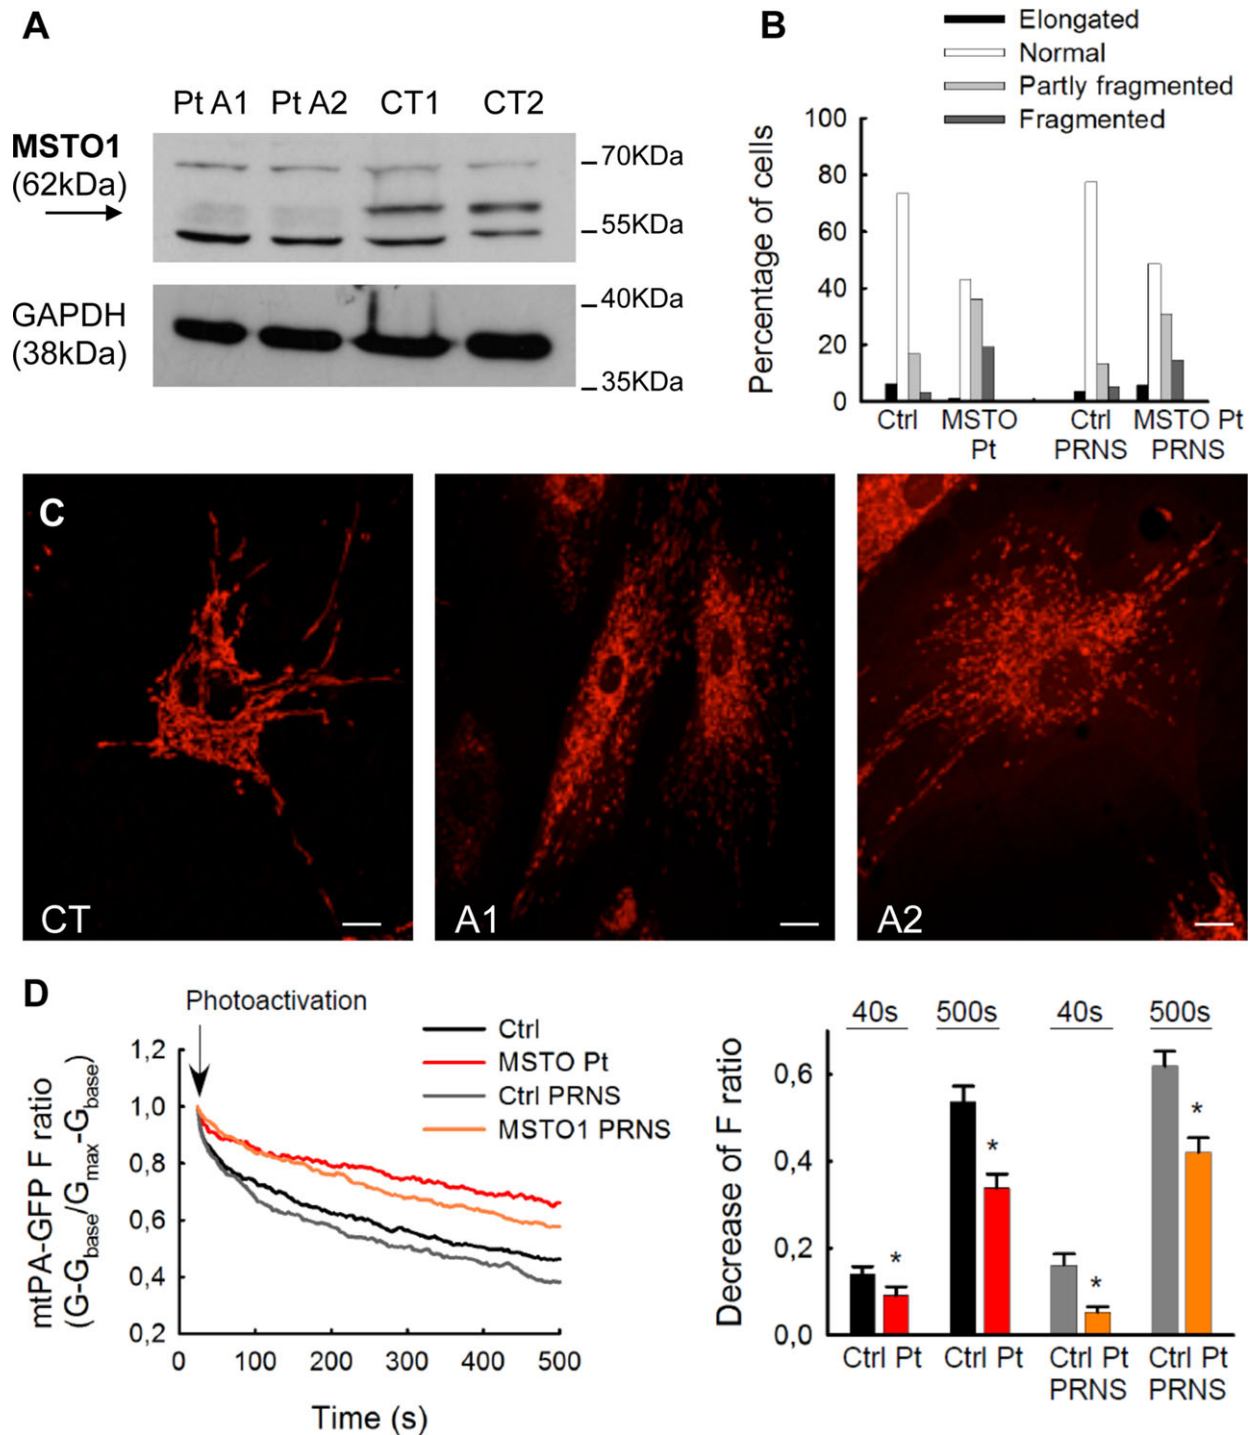 A
Pt A1 Pt A2 CT1 CT2
MSTO1
(62kDa)
70KDa
55KDa
GAPDH
(38kDa)
40KDa
35KDa
B
Elongated
Normal
Partly fragmented
Fragmented
Percentage of cells
100
80
60
40
20
0
Ctrl
MSTO
Pt
Ctrl
PRNS
MSTO Pt
PRNS
C
CT
A1
A2
D
Photoactivation
Ctrl
MSTO Pt
Ctrl PRNS
MSTO1 PRNS
mtPA-GFP F ratio
(G-Gbase/Gmax-Gbase)
1,2
1,0
0,8
0,6
0,4
0,2
0 100 200 300 400 500
Time (s)
40s 500s 40s 500s
Decrease of F ratio
0,6
0,4
0,2
0,0
* * * *
Ctrl Pt
Ctrl Pt
Ctrl Pt
PRNS
Ctrl Pt
PRNS